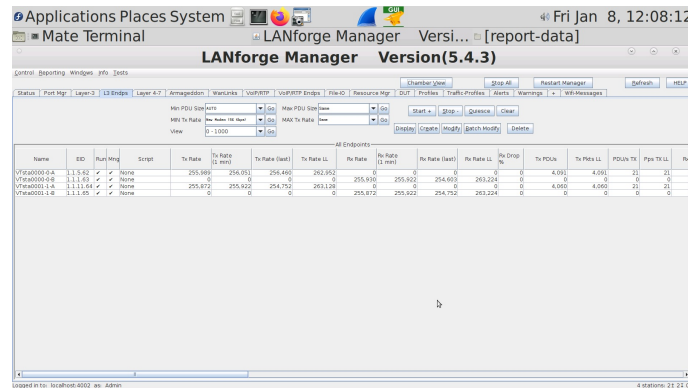 Applications Places System GUI Fri Jan 8, 12:08:12
Mate Terminal LANforge Manager Versi... [report-data]
LANforge Manager Version(5.4.3)
Control Reporting Windows Info Tests
Chamber View Stop All Restart Manager Refresh HELP
Status Port Mgr Layer-3 L3 Endps Layer 4-7 Armageddon WanLinks VoIP/RTP VoIP/RTP Endps File-IO Resource Mgr DUT Profiles Traffic-Profiles Alerts Warnings + Wifi-Messages
Min PDU Size AUTO Go Max PDU Size Same Go Start + Stop - Quiesce Clear
MIN Tx Rate New Modem (56 Kbps) Go MAX Tx Rate Same Go
View 0 - 1000 Go Display Create Modify Batch Modify Delete
All Endpoints
Name EID Run Mng Script Tx Rate Tx Rate (1 min) Tx Rate (last) Tx Rate LL Rx Rate Rx Rate (1 min) Rx Rate (last) Rx Rate LL Rx Drop % Tx PDUs Tx Pkts LL PDU/s TX Pps TX LL
VTsta0000-0-A 1.1.5.62 ✔ ✔ None 255,989 256,051 256,460 262,952 0 0 0 0 0 4,091 4,091 21 21
VTsta0000-0-B 1.1.1.63 ✔ ✔ None 0 0 0 0 255,930 255,922 254,603 263,224 0 0 0 0 0
VTsta0001-1-A 1.1.11.64 ✔ ✔ None 255,872 255,922 254,752 263,128 0 0 0 0 0 4,060 4,060 21 21
VTsta0001-1-B 1.1.1.65 ✔ ✔ None 0 0 0 0 255,872 255,922 254,752 263,224 0 0 0 0 0
Logged in to: localhost:4002 as: Admin 4 stations: